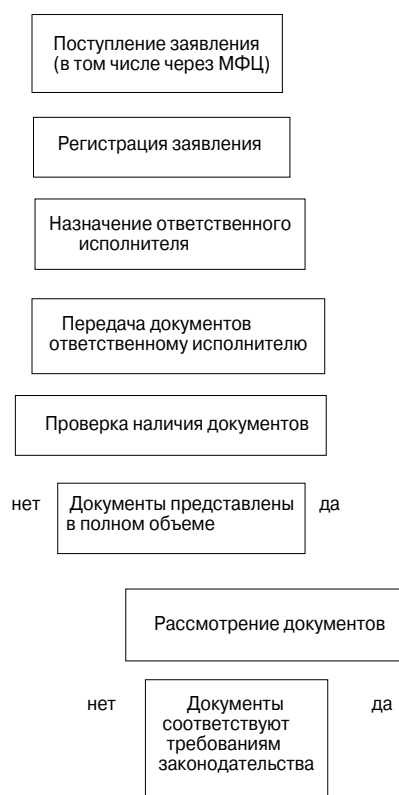 Поступление заявления
(в том числе через МФЦ)
Регистрация заявления
Назначение ответственного
исполнителя
Передача документов
ответственному исполнителю
Проверка наличия документов
нет
Документы представлены
в полном объеме
да
Рассмотрение документов
нет
Документы
соответствуют
требованиям
законодательства
да